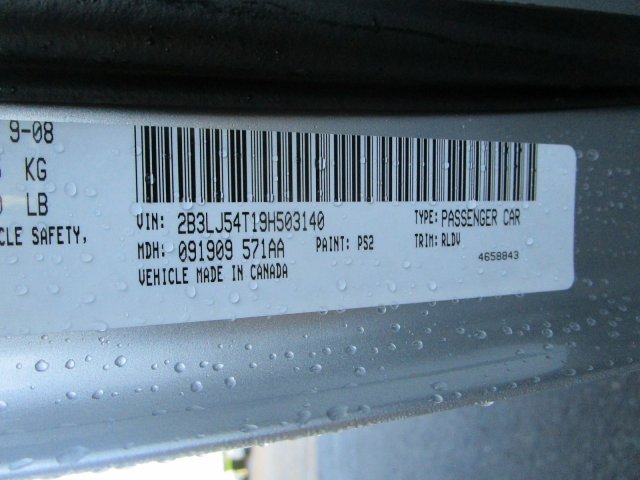 9-08
KG
LB
CLE SAFETY,
VIN: 2B3LJ54T19H503140 TYPE: PASSENGER CAR
MDH: 091909 571AA PAINT: PS2 TRIM: RLDV
VEHICLE MADE IN CANADA 4658843